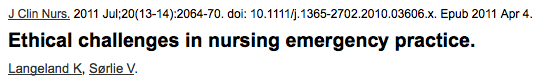 J Clin Nurs. 2011 Jul;20(13-14):2064-70. doi: 10.1111/j.1365-2702.2010.03606.x. Epub 2011 Apr 4.
Ethical challenges in nursing emergency practice.
Langeland K, Sørlie V.